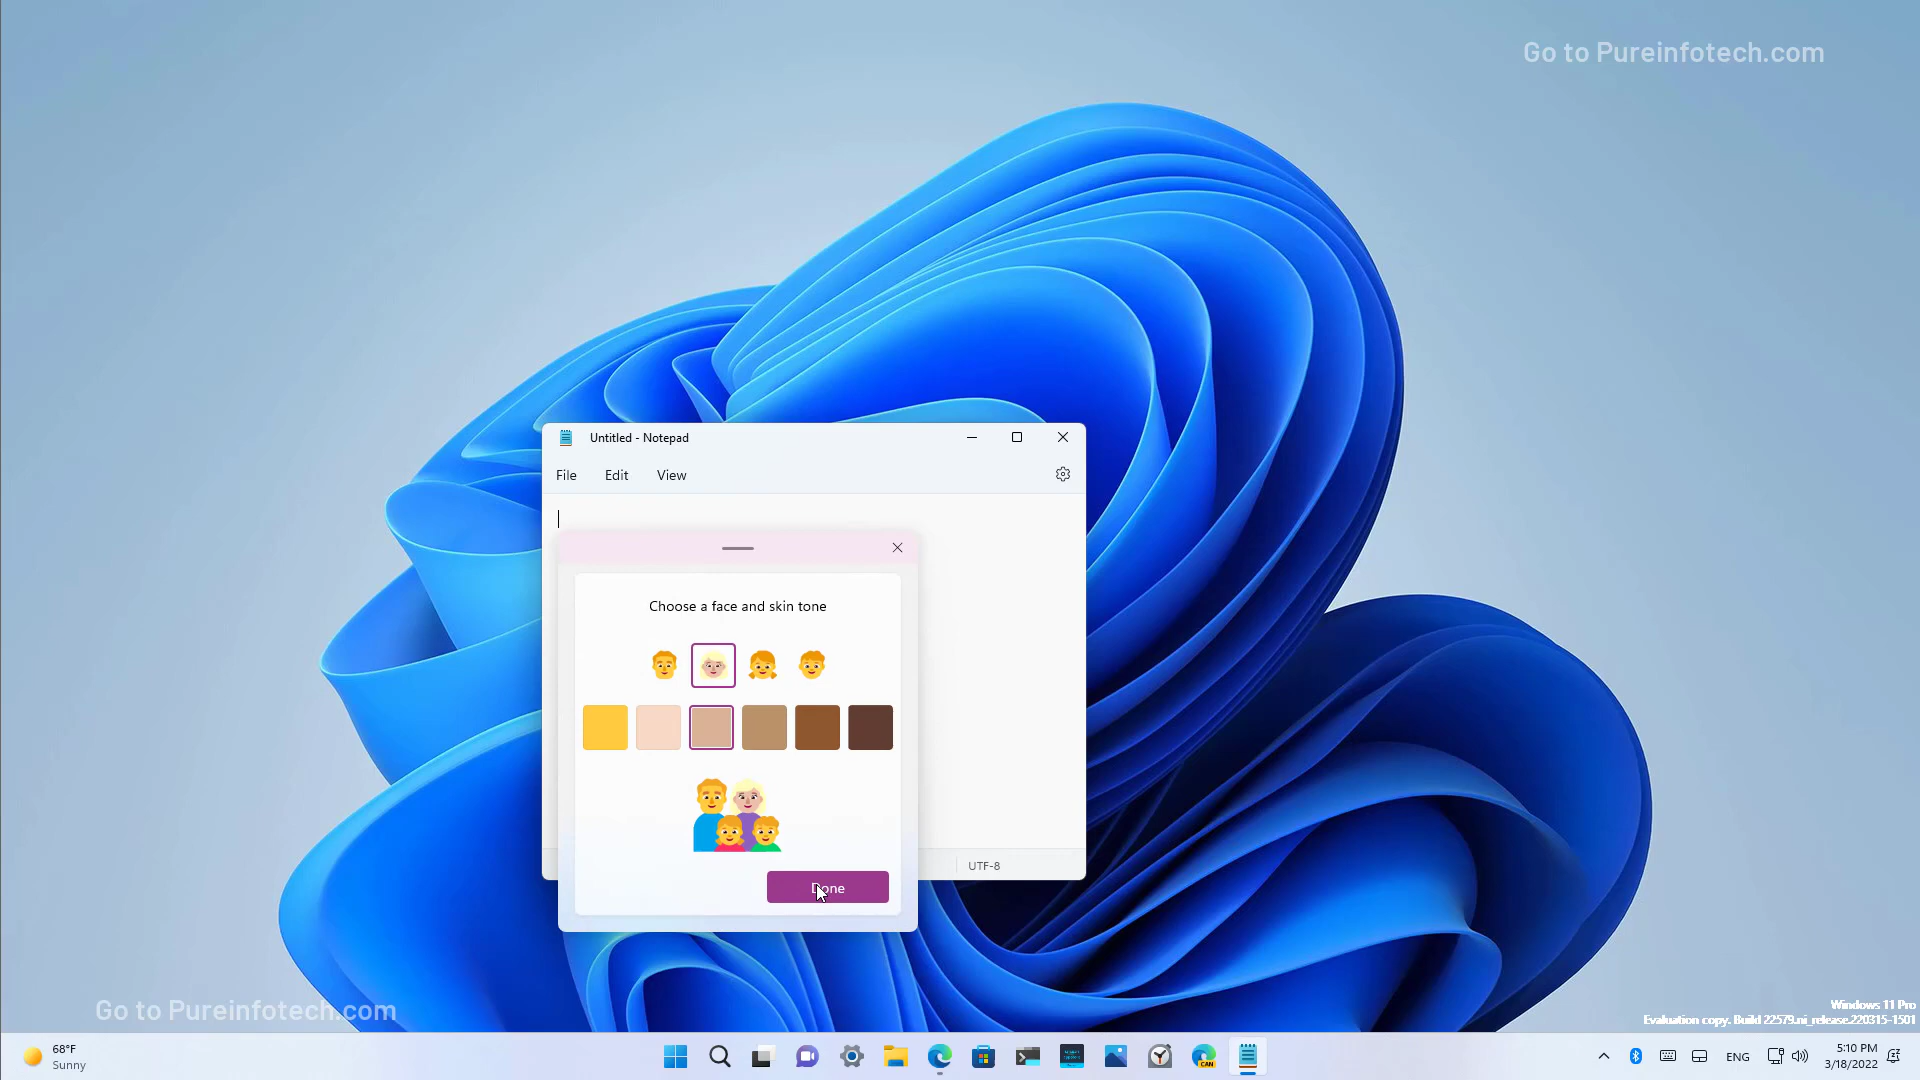 Go to Pureinfotech.com
Untitled - Notepad
File Edit View
Choose a face and skin tone
Done
UTF-8
Go to Pureinfotech.com
Windows 11 Pro
Evaluation copy. Build 22579.ni_release.220315-1501
68°F
Sunny
CAN
ENG
5:10 PM
3/18/2022